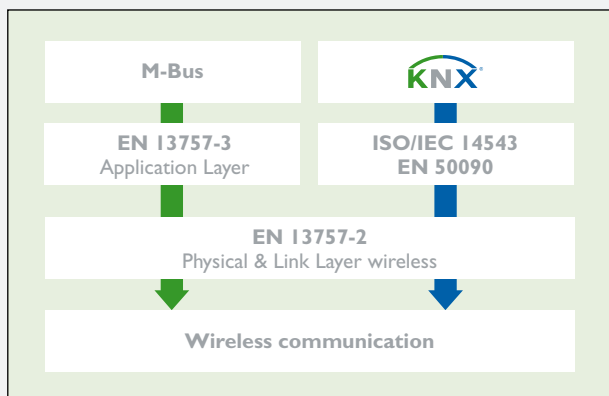 M-Bus
KNX®
EN 13757-3
Application Layer
ISO/IEC 14543
EN 50090
EN 13757-2
Physical & Link Layer wireless
Wireless communication